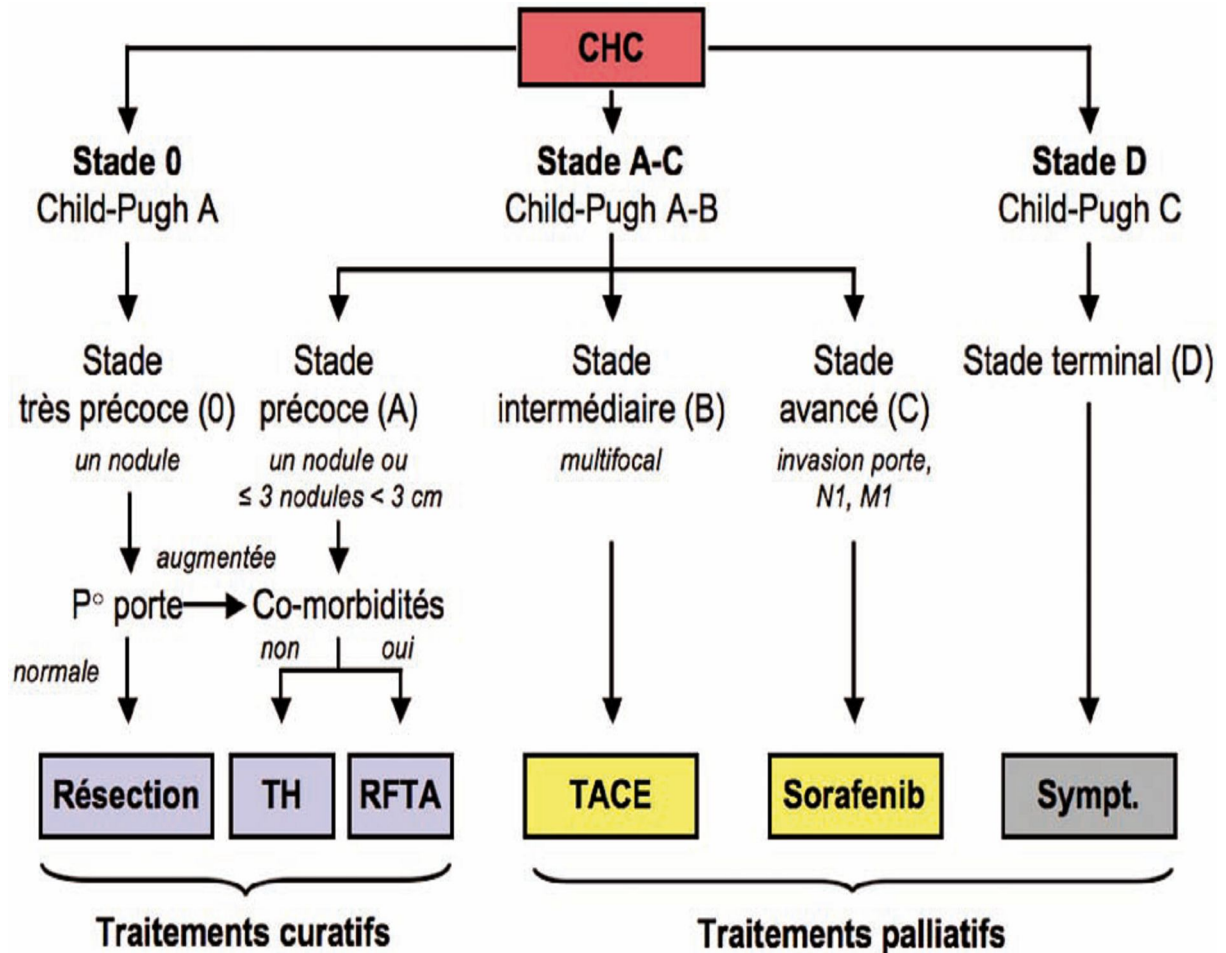 CHC
Stade 0
Child-Pugh A
Stade A-C
Child-Pugh A-B
Stade D
Child-Pugh C
Stade
très précoce (0)
un nodule
Stade
précoce (A)
un nodule ou
≤ 3 nodules < 3 cm
Stade
intermédiaire (B)
multifocal
Stade
avancé (C)
invasion porte,
N1, M1
Stade terminal (D)
augmentée
P° porte
Co-morbidités
normale
non
oui
Résection
TH
RFTA
TACE
Sorafenib
Sympt.
Traitements curatifs
Traitements palliatifs